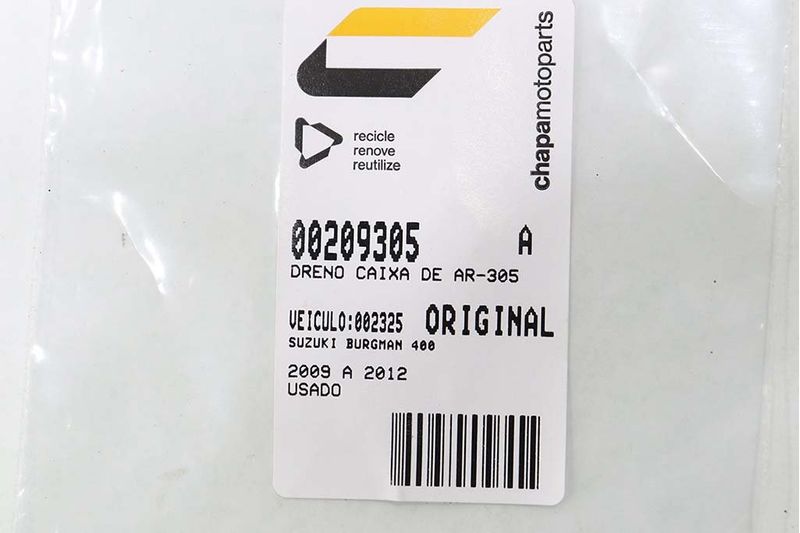 chapamotoparts
recicle
renove
reutilize
00209305 A
DRENO CAIXA DE AR-305
VEICULO:002325 ORIGINAL
SUZUKI BURGMAN 400
2009 A 2012
USADO